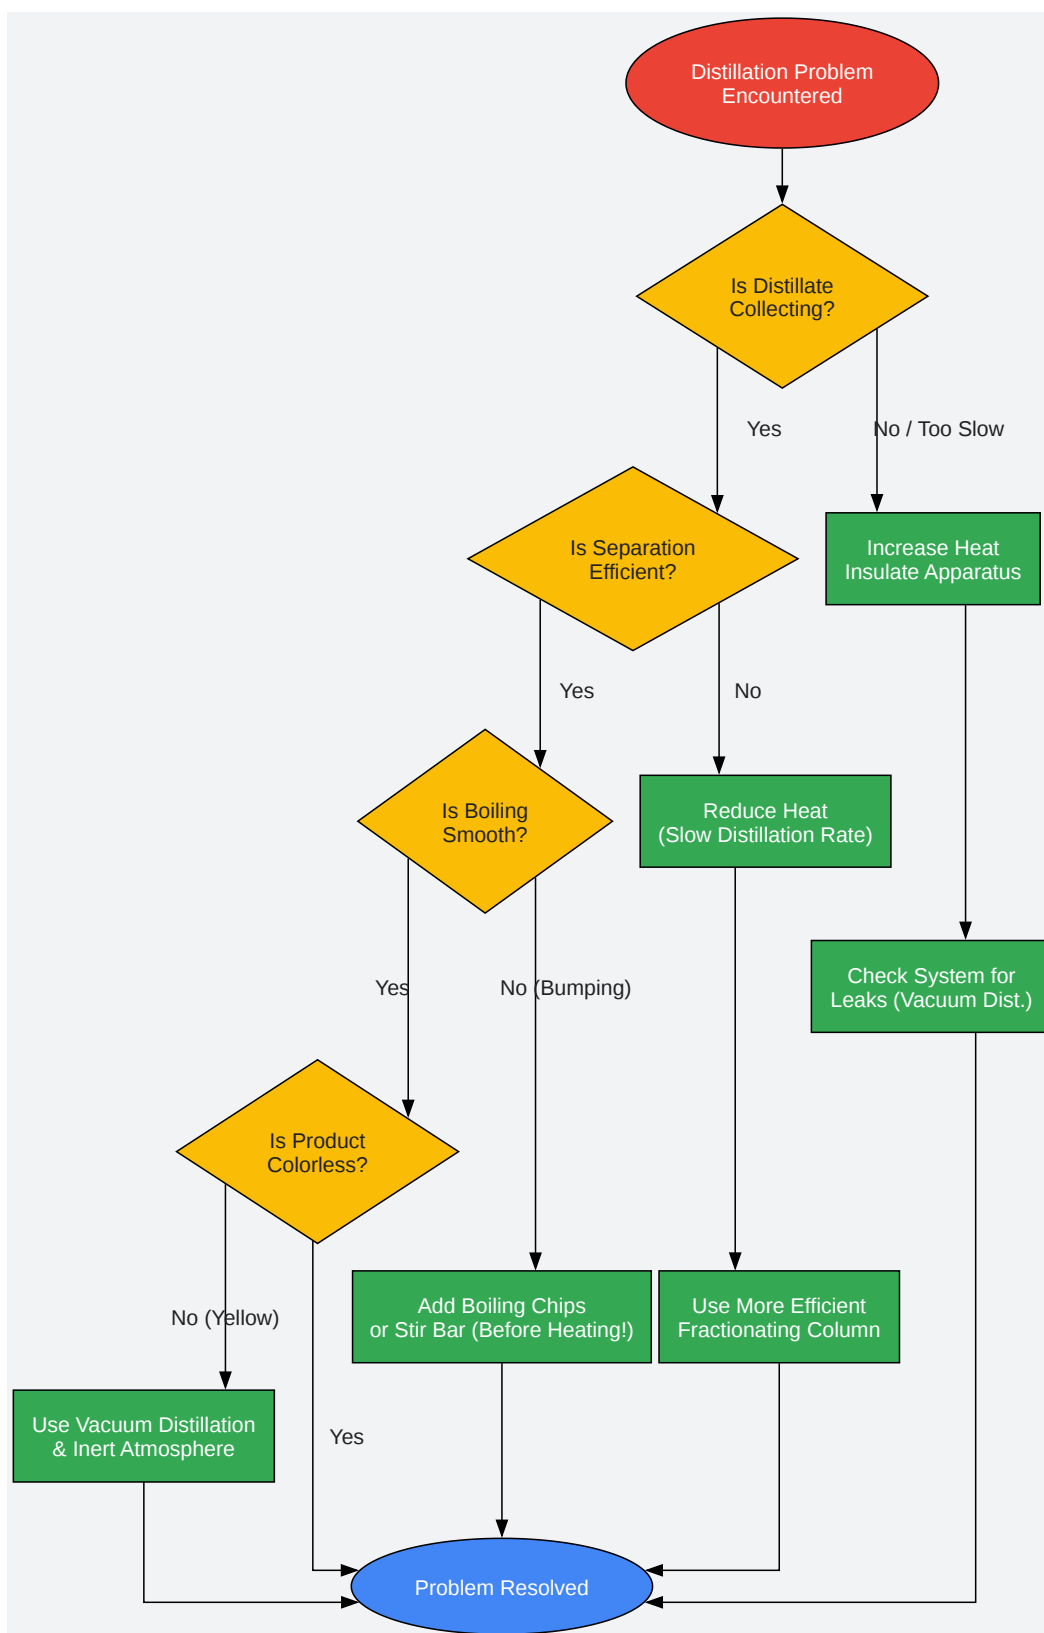 Distillation Problem
Encountered
Is Distillate
Collecting?
Yes
No / Too Slow
Is Separation
Efficient?
Increase Heat
Insulate Apparatus
Yes
No
Is Boiling
Smooth?
Reduce Heat
(Slow Distillation Rate)
Yes
No (Bumping)
Check System for
Leaks (Vacuum Dist.)
Is Product
Colorless?
No (Yellow)
Add Boiling Chips
or Stir Bar (Before Heating!)
Use More Efficient
Fractionating Column
Use Vacuum Distillation
& Inert Atmosphere
Yes
Problem Resolved